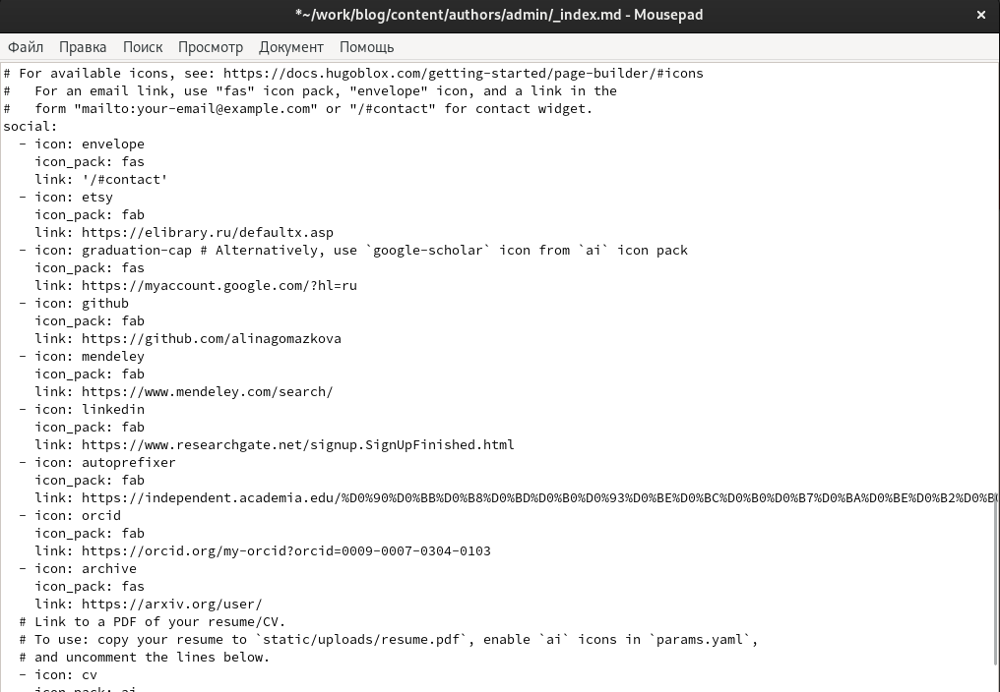 *~/work/blog/content/authors/admin/_index.md - Mousepad
×
Файл Правка Поиск Просмотр Документ Помощь
# For available icons, see: https://docs.hugoblox.com/getting-started/page-builder/#icons
#   For an email link, use "fas" icon pack, "envelope" icon, and a link in the
#   form "mailto:your-email@example.com" or "/#contact" for contact widget.
social:
  - icon: envelope
    icon_pack: fas
    link: '/#contact'
  - icon: etsy
    icon_pack: fab
    link: https://elibrary.ru/defaultx.asp
  - icon: graduation-cap # Alternatively, use `google-scholar` icon from `ai` icon pack
    icon_pack: fas
    link: https://myaccount.google.com/?hl=ru
  - icon: github
    icon_pack: fab
    link: https://github.com/alinagomazkova
  - icon: mendeley
    icon_pack: fab
    link: https://www.mendeley.com/search/
  - icon: linkedin
    icon_pack: fab
    link: https://www.researchgate.net/signup.SignUpFinished.html
  - icon: autoprefixer
    icon_pack: fab
    link: https://independent.academia.edu/%D0%90%D0%BB%D0%B8%D0%BD%D0%B0%D0%93%D0%BE%D0%BC%D0%B0%D0%B7%D0%BA%D0%BE%D0%B2%D0%B
  - icon: orcid
    icon_pack: fab
    link: https://orcid.org/my-orcid?orcid=0009-0007-0304-0103
  - icon: archive
    icon_pack: fas
    link: https://arxiv.org/user/
  # Link to a PDF of your resume/CV.
  # To use: copy your resume to `static/uploads/resume.pdf`, enable `ai` icons in `params.yaml`,
  # and uncomment the lines below.
  - icon: cv
    icon_pack: ai